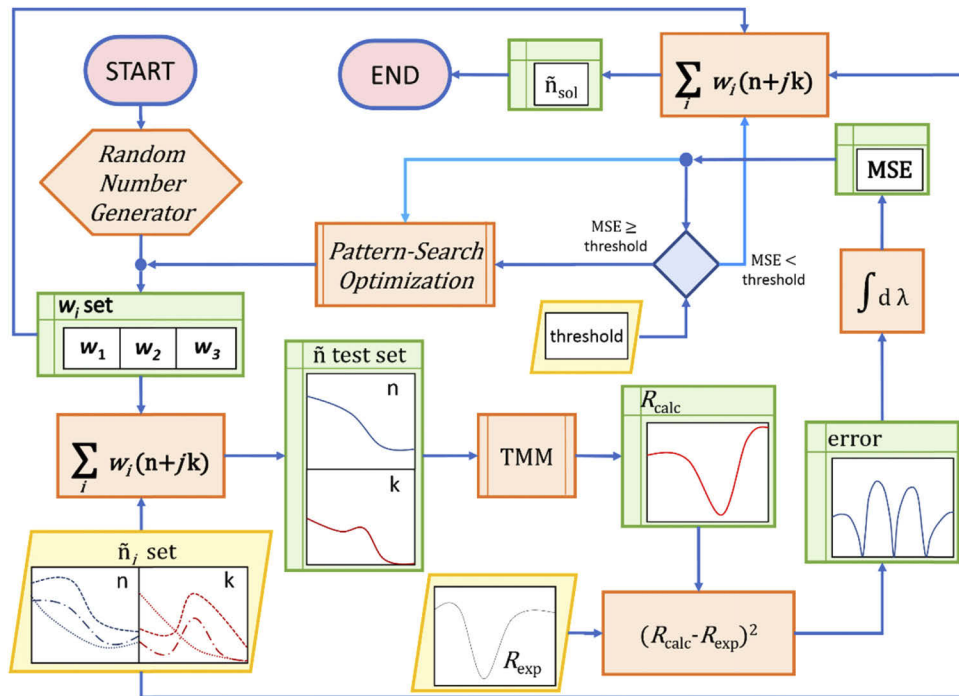 START
END
ñsol
∑ wi(n+jk)
i
Random
Number
Generator
MSE
MSE ≥
threshold
MSE <
threshold
Pattern-Search
Optimization
∫ d λ
wi set
w1 w2 w3
threshold
ñ test set
n
k
Rcalc
error
∑ wi(n+jk)
i
TMM
ñi set
n k
Rexp
(Rcalc-Rexp)2